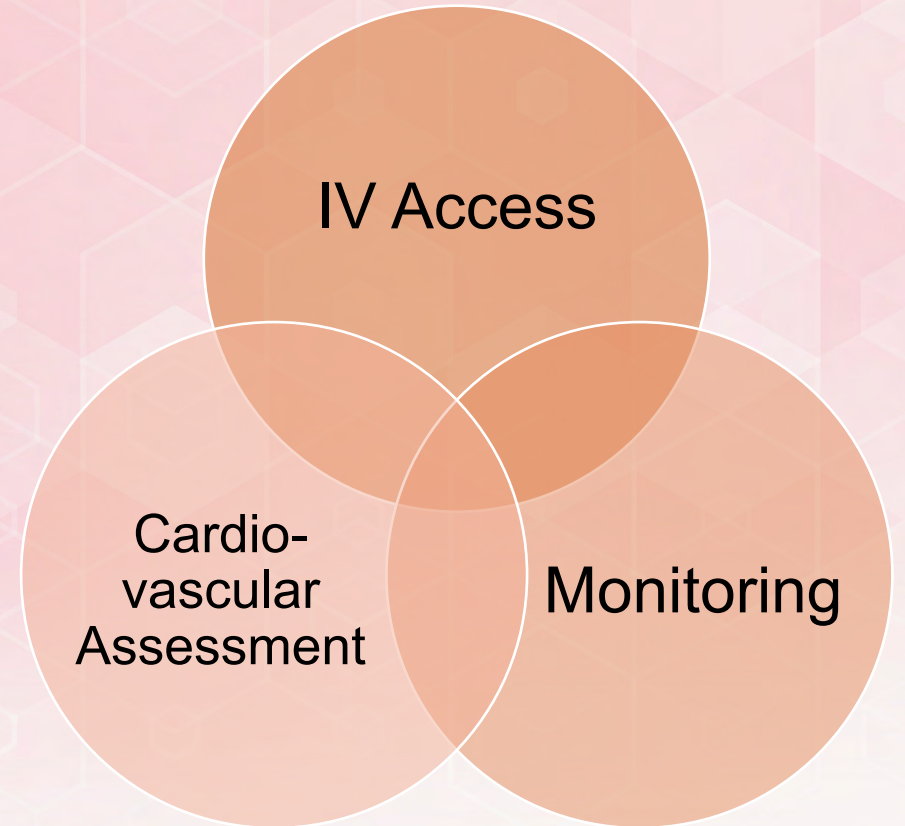 IV Access
Cardio-
vascular
Assessment
Monitoring